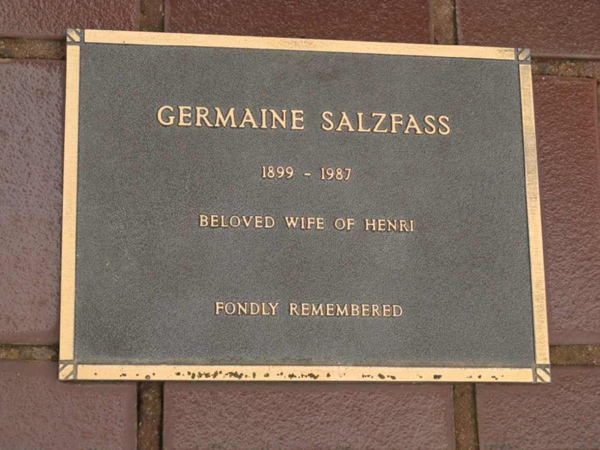 GERMAINE SALZFASS
1899 - 1987
BELOVED WIFE OF HENRI
FONDLY REMEMBERED